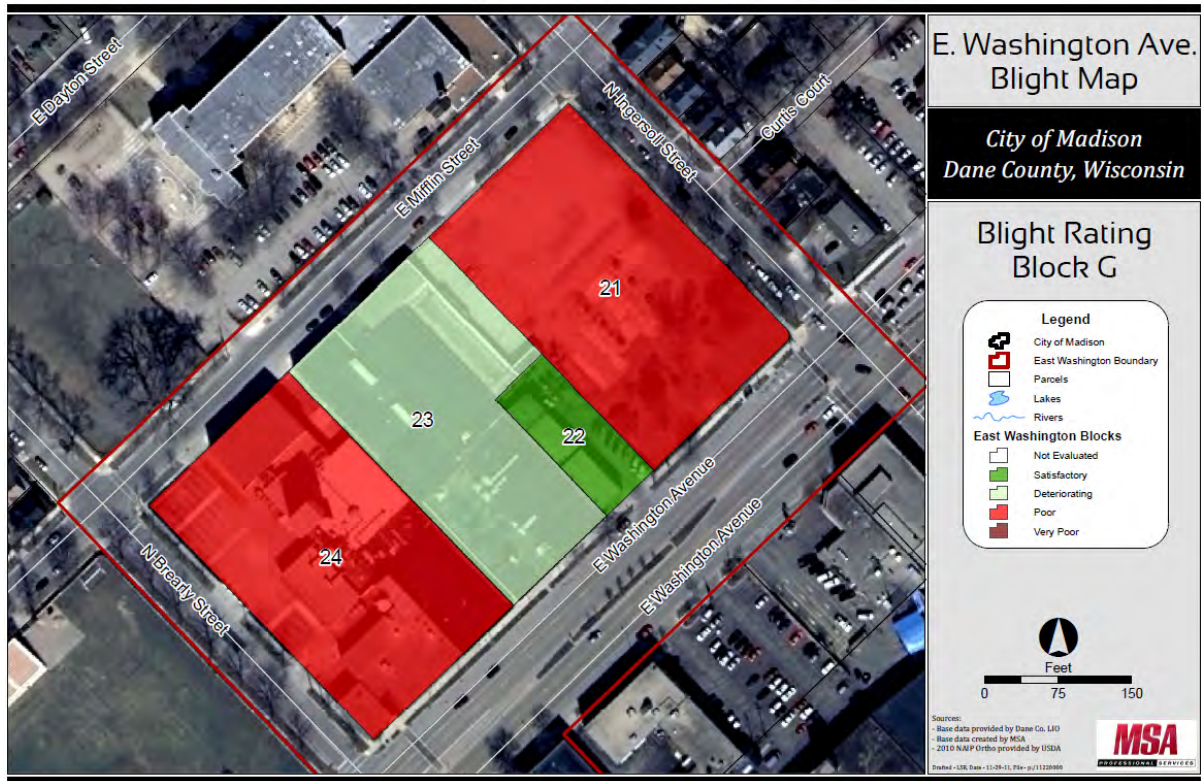 E. Washington Ave.
Blight Map
City of Madison
Dane County, Wisconsin
Blight Rating
Block G
Legend
City of Madison
East Washington Boundary
Parcels
Lakes
Rivers
East Washington Blocks
Not Evaluated
Satisfactory
Deteriorating
Poor
Very Poor
Feet
0 75 150
Sources:
- Base data provided by Dane Co. LIO
- Base data created by MSA
- 2010 NAIP Ortho provided by USDA
MSA
PROFESSIONAL SERVICES
E Dayton Street
E Mifflin Street
N Ingersoll Street
Curtis Court
21
22
23
24
N Brearly Street
E Washington Avenue
E Washington Avenue